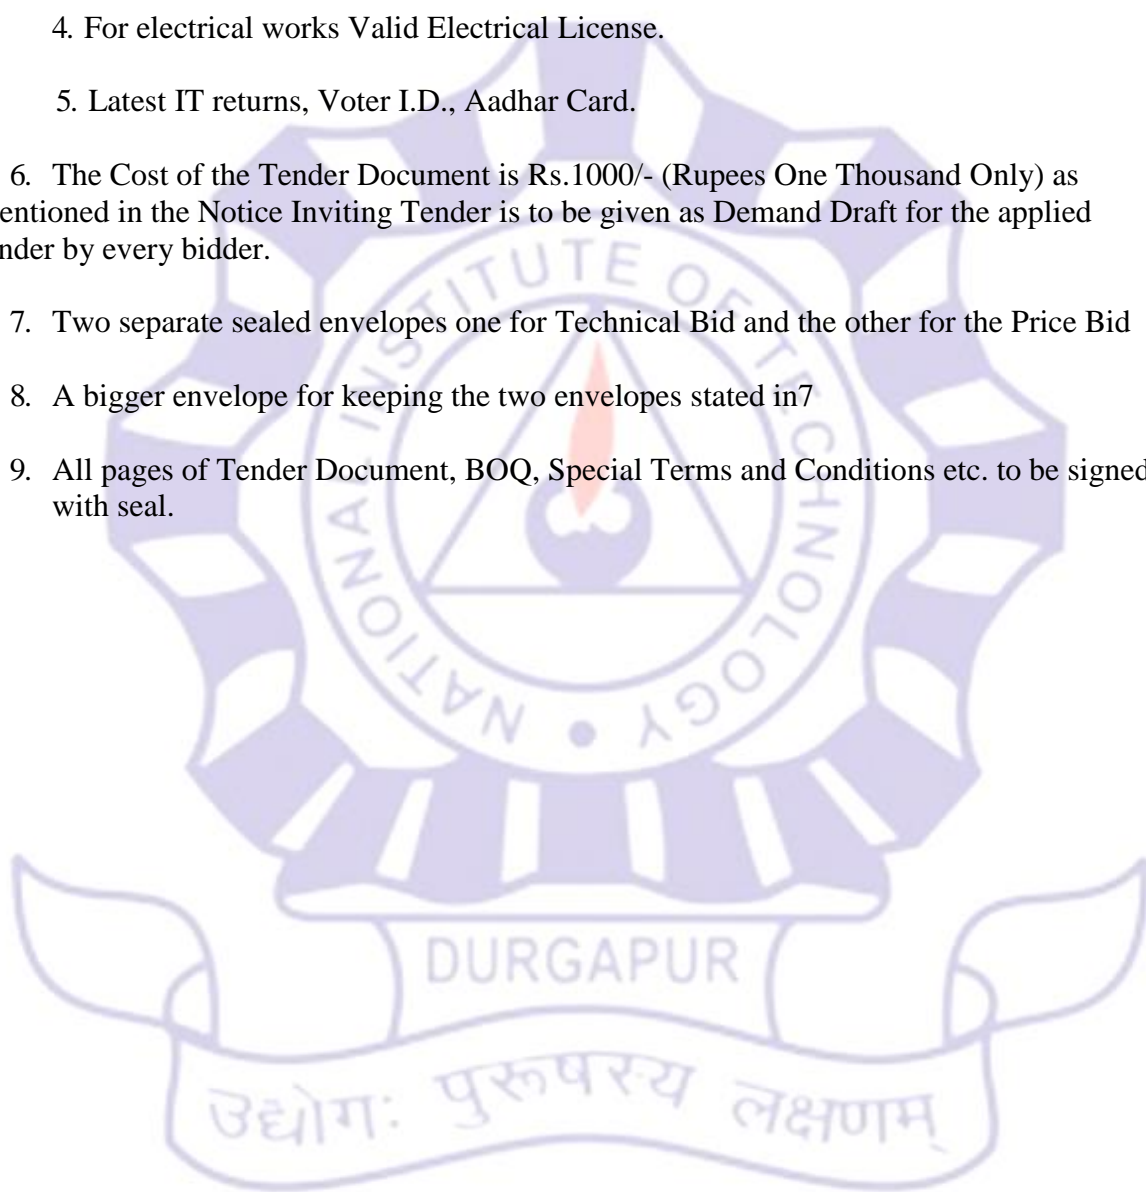 4. For electrical works Valid Electrical License.
5. Latest IT returns, Voter I.D., Aadhar Card.
6. The Cost of the Tender Document is Rs.1000/- (Rupees One Thousand Only) as
entioned in the Notice Inviting Tender is to be given as Demand Draft for the applied
nder by every bidder.
7. Two separate sealed envelopes one for Technical Bid and the other for the Price Bid
8. A bigger envelope for keeping the two envelopes stated in7
9. All pages of Tender Document, BOQ, Special Terms and Conditions etc. to be signed
with seal.
NATIONAL INSTITUTE OF TECHNOLOGY
DURGAPUR
उद्योग: पुरूषस्य लक्षणम्